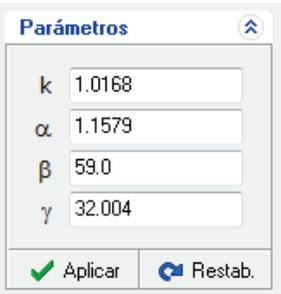 Parámetros
k 1.0168
α 1.1579
β 59.0
γ 32.004
Aplicar Restab.